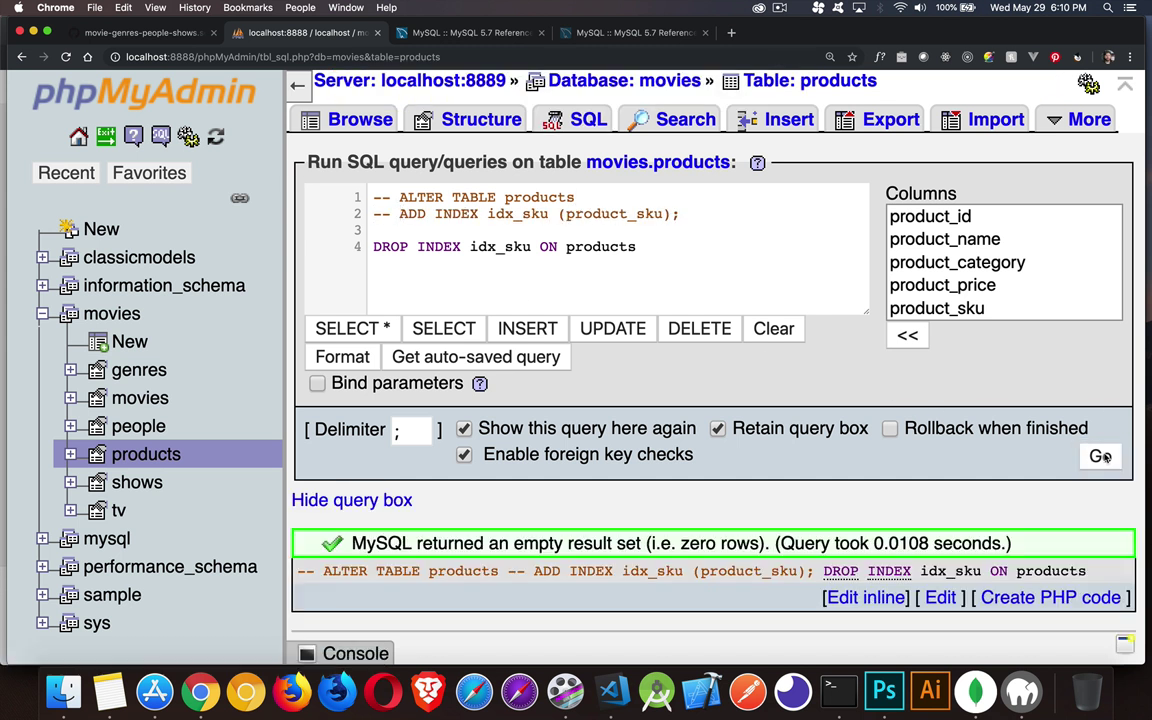 Chrome File Edit View History Bookmarks People Window Help 100% Wed May 29 6:10 PM
movie-genres-people-shows.s
localhost:8888 / localhost / mo
MySQL :: MySQL 5.7 Referenc
MySQL :: MySQL 5.7 Referenc
localhost:8888/phpMyAdmin/tbl_sql.php?db=movies&table=products
phpMyAdmin
Recent Favorites
New
classicmodels
information_schema
movies
New
genres
movies
people
products
shows
tv
mysql
performance_schema
sample
sys
Server: localhost:8889 » Database: movies » Table: products
Browse Structure SQL Search Insert Export Import More
Run SQL query/queries on table movies.products:
1 -- ALTER TABLE products
2 -- ADD INDEX idx_sku (product_sku);
3
4 DROP INDEX idx_sku ON products
Columns
product_id
product_name
product_category
product_price
product_sku
<<
SELECT * SELECT INSERT UPDATE DELETE Clear
Format Get auto-saved query
Bind parameters
[ Delimiter ; ] Show this query here again Retain query box Rollback when finished
Enable foreign key checks
Go
Hide query box
MySQL returned an empty result set (i.e. zero rows). (Query took 0.0108 seconds.)
-- ALTER TABLE products -- ADD INDEX idx_sku (product_sku); DROP INDEX idx_sku ON products
[Edit inline] [ Edit ] [ Create PHP code ]
Console
Ps Ai